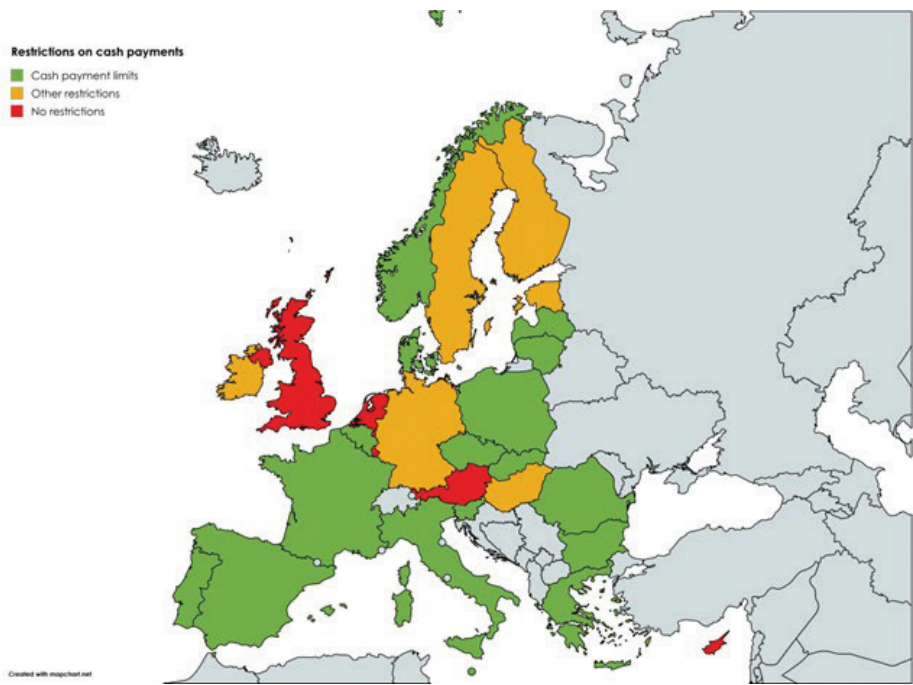 Restrictions on cash payments
Cash payment limits
Other restrictions
No restrictions
Created with mapchart.net